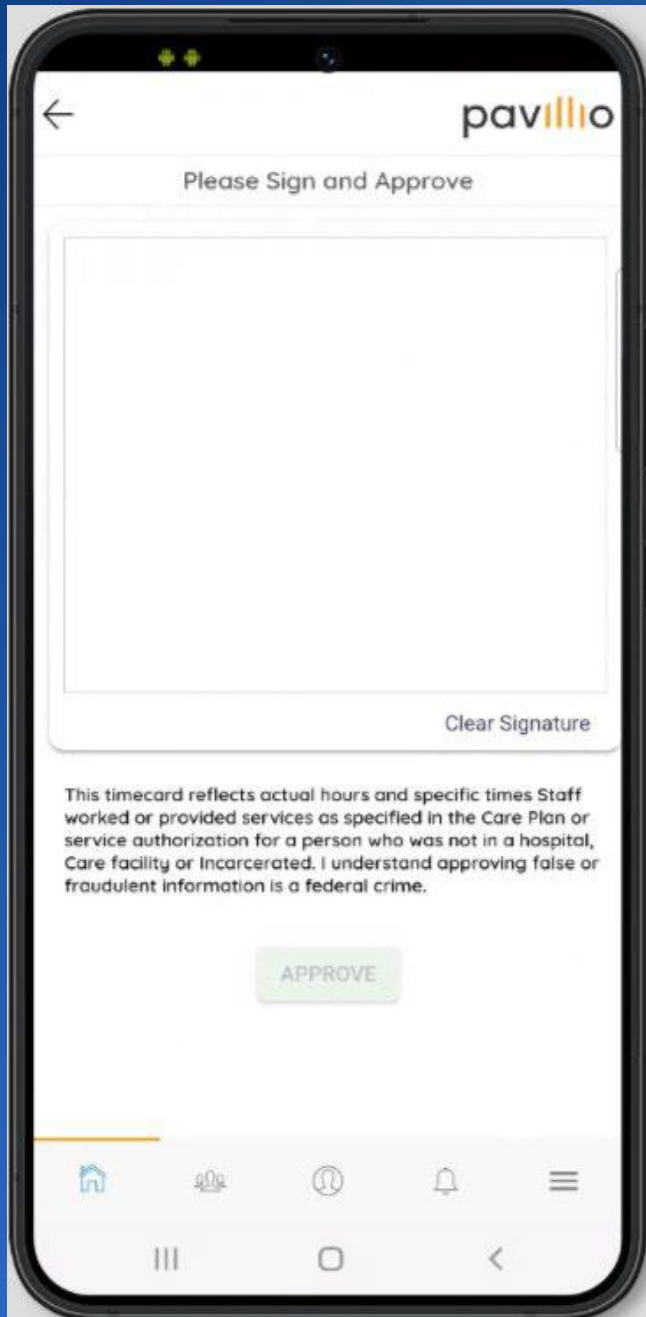 pavillio
Please Sign and Approve
Clear Signature
This timecard reflects actual hours and specific times Staff
worked or provided services as specified in the Care Plan or
service authorization for a person who was not in a hospital,
Care facility or Incarcerated. I understand approving false or
fraudulent information is a federal crime.
APPROVE